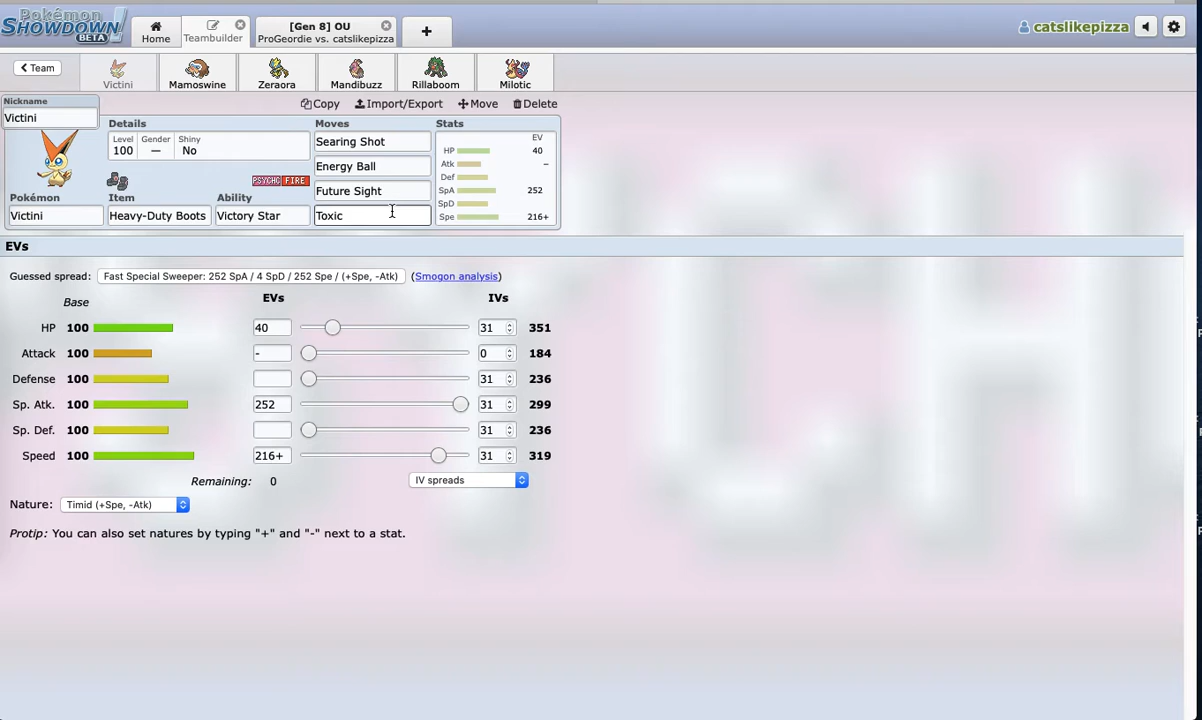 Pokémon
SHOWDOWN!
BETA
Home
Teambuilder
[Gen 8] OU
ProGeordie vs. catslikepizza
+
catslikepizza
< Team
Victini
Mamoswine
Zeraora
Mandibuzz
Rillaboom
Milotic
Copy
Import/Export
Move
Delete
Nickname
Victini
Details
Level
100
Gender
—
Shiny
No
PSYCHC FIRE
Pokémon
Victini
Item
Heavy-Duty Boots
Ability
Victory Star
Moves
Searing Shot
Energy Ball
Future Sight
Toxic
Stats
EV
HP 40
Atk –
Def
SpA 252
SpD
Spe 216+
EVs
Guessed spread: Fast Special Sweeper: 252 SpA / 4 SpD / 252 Spe / (+Spe, -Atk) (Smogon analysis)
Base EVs IVs
HP 100 40 31 351
Attack 100 - 0 184
Defense 100 31 236
Sp. Atk. 100 252 31 299
Sp. Def. 100 31 236
Speed 100 216+ 31 319
Remaining: 0 IV spreads
Nature: Timid (+Spe, -Atk)
Protip: You can also set natures by typing "+" and "-" next to a stat.